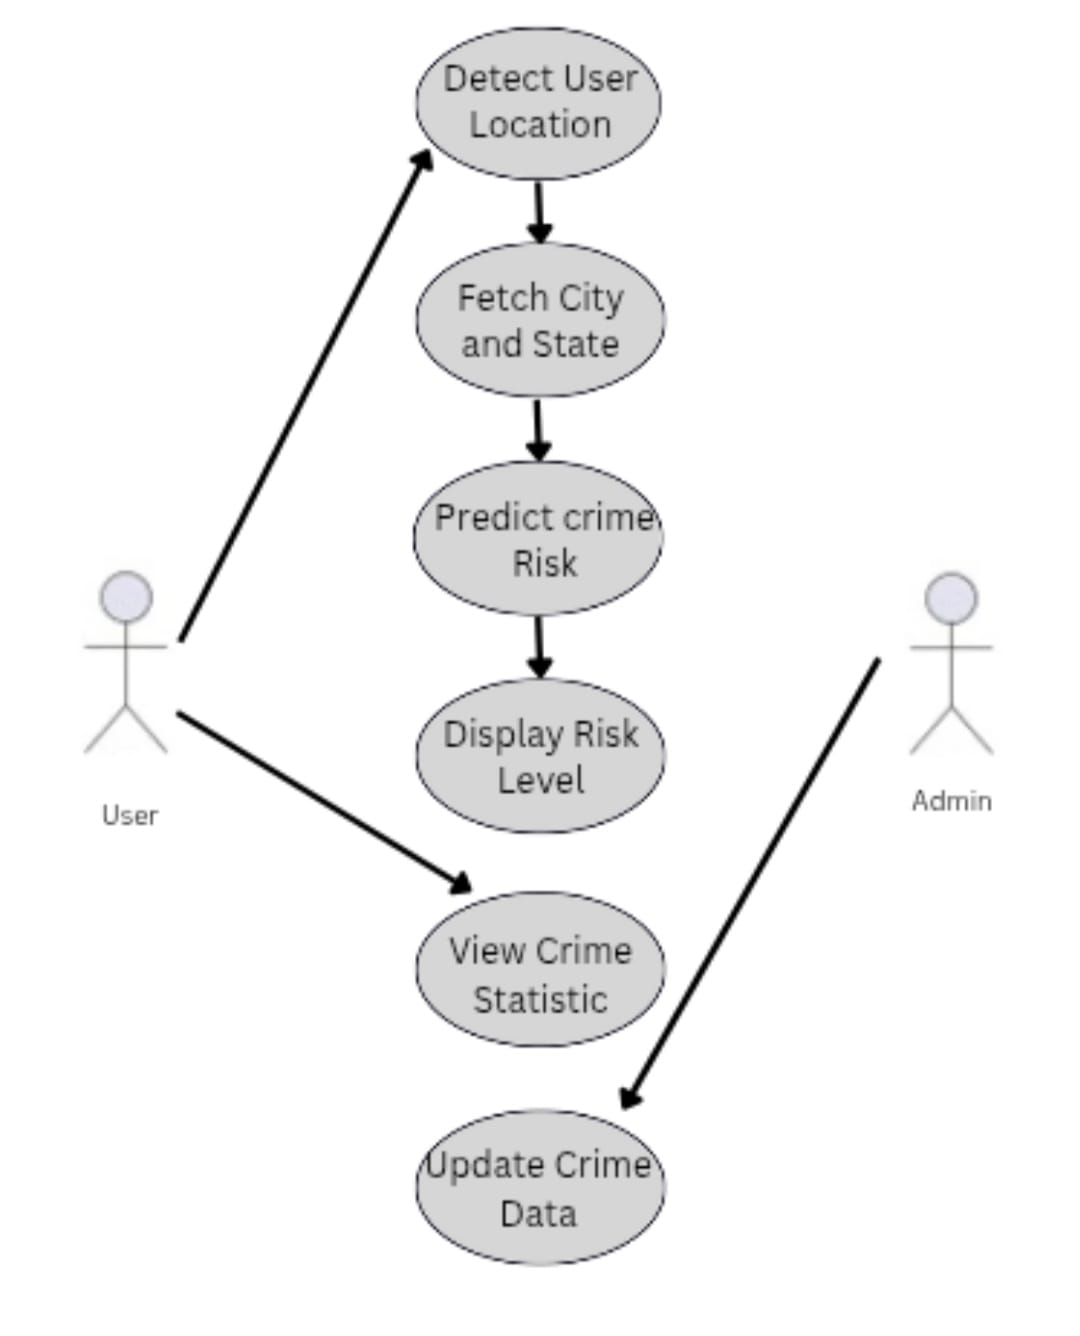 Detect User
Location
Fetch City
and State
Predict crime
Risk
Display Risk
Level
User
Admin
View Crime
Statistic
Update Crime
Data